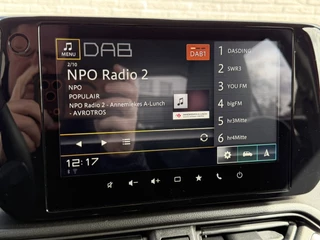 MENU
DAB
DAB1
2/16
NPO Radio 2
NPO
POPULAIR
NPO Radio 2 - Annemiekes A-Lunch
- AVROTROS
12:17
1 DASDING
2 SWR3
3 YOU FM
4 bigFM
5 hr3Mitte
6 hr4Mitte